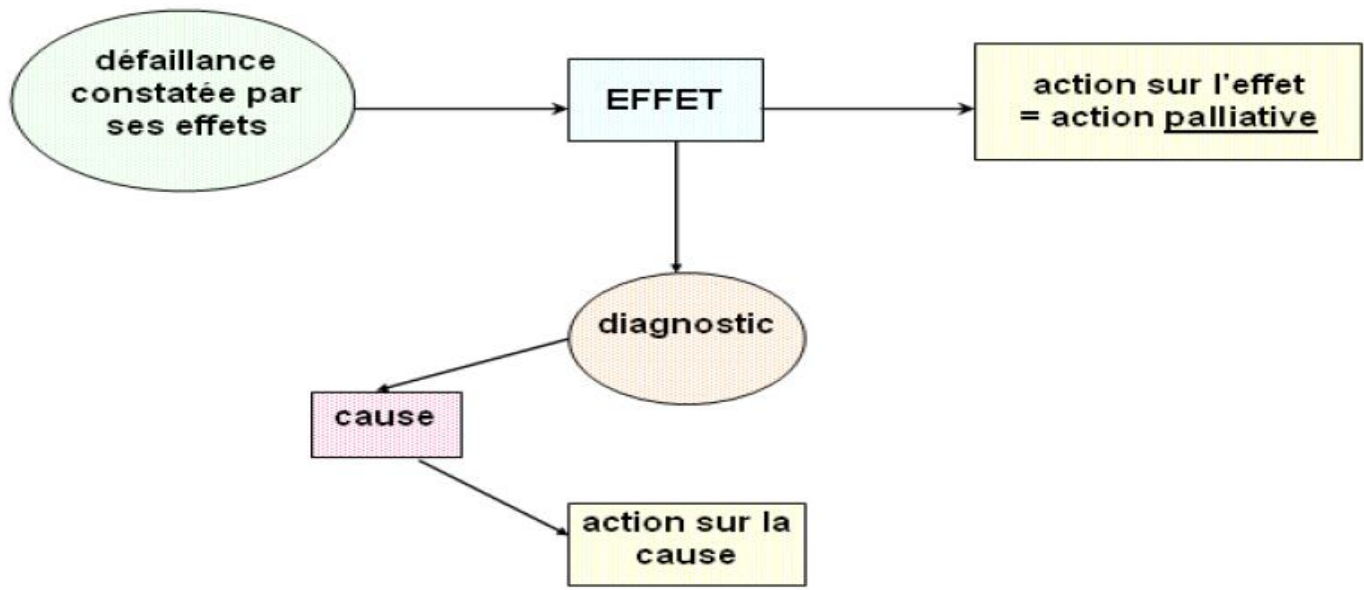 défaillance
constatée par
ses effets
EFFET
action sur l'effet
= action palliative
diagnostic
cause
action sur la
cause